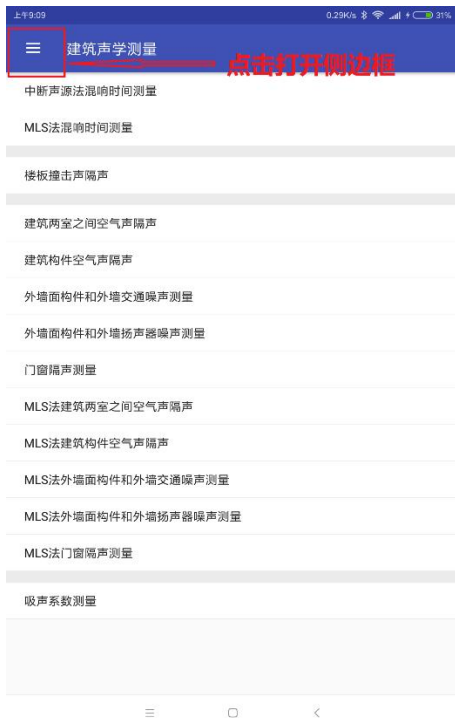 上午9:09
0.29K/s 31%
建筑声学测量
点击打开侧边框
中断声源法混响时间测量
MLS法混响时间测量
楼板撞击声隔声
建筑两室之间空气声隔声
建筑构件空气声隔声
外墙面构件和外墙交通噪声测量
外墙面构件和外墙扬声器噪声测量
门窗隔声测量
MLS法建筑两室之间空气声隔声
MLS法建筑构件空气声隔声
MLS法外墙面构件和外墙交通噪声测量
MLS法外墙面构件和外墙扬声器噪声测量
MLS法门窗隔声测量
吸声系数测量